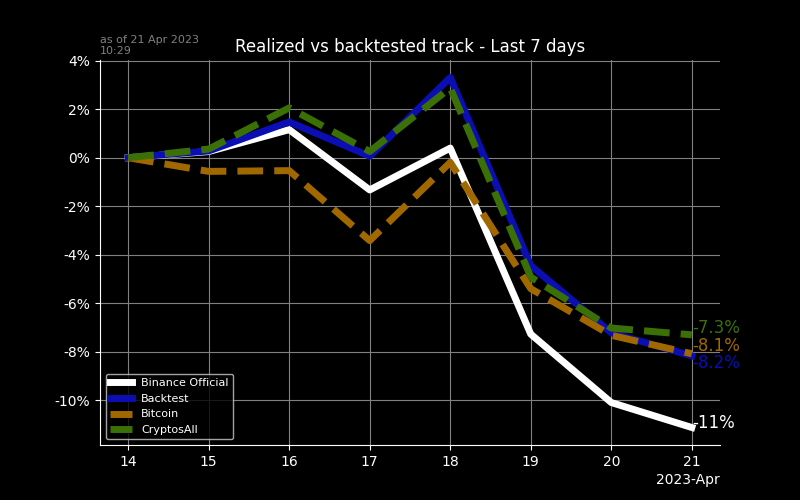 as of 21 Apr 2023
10:29
Realized vs backtested track - Last 7 days
4%
2%
0%
-2%
-4%
-6%
-8%
-10%
-7.3%
-8.1%
-8.2%
-11%
Binance Official
Backtest
Bitcoin
CryptosAll
14 15 16 17 18 19 20 21
2023-Apr